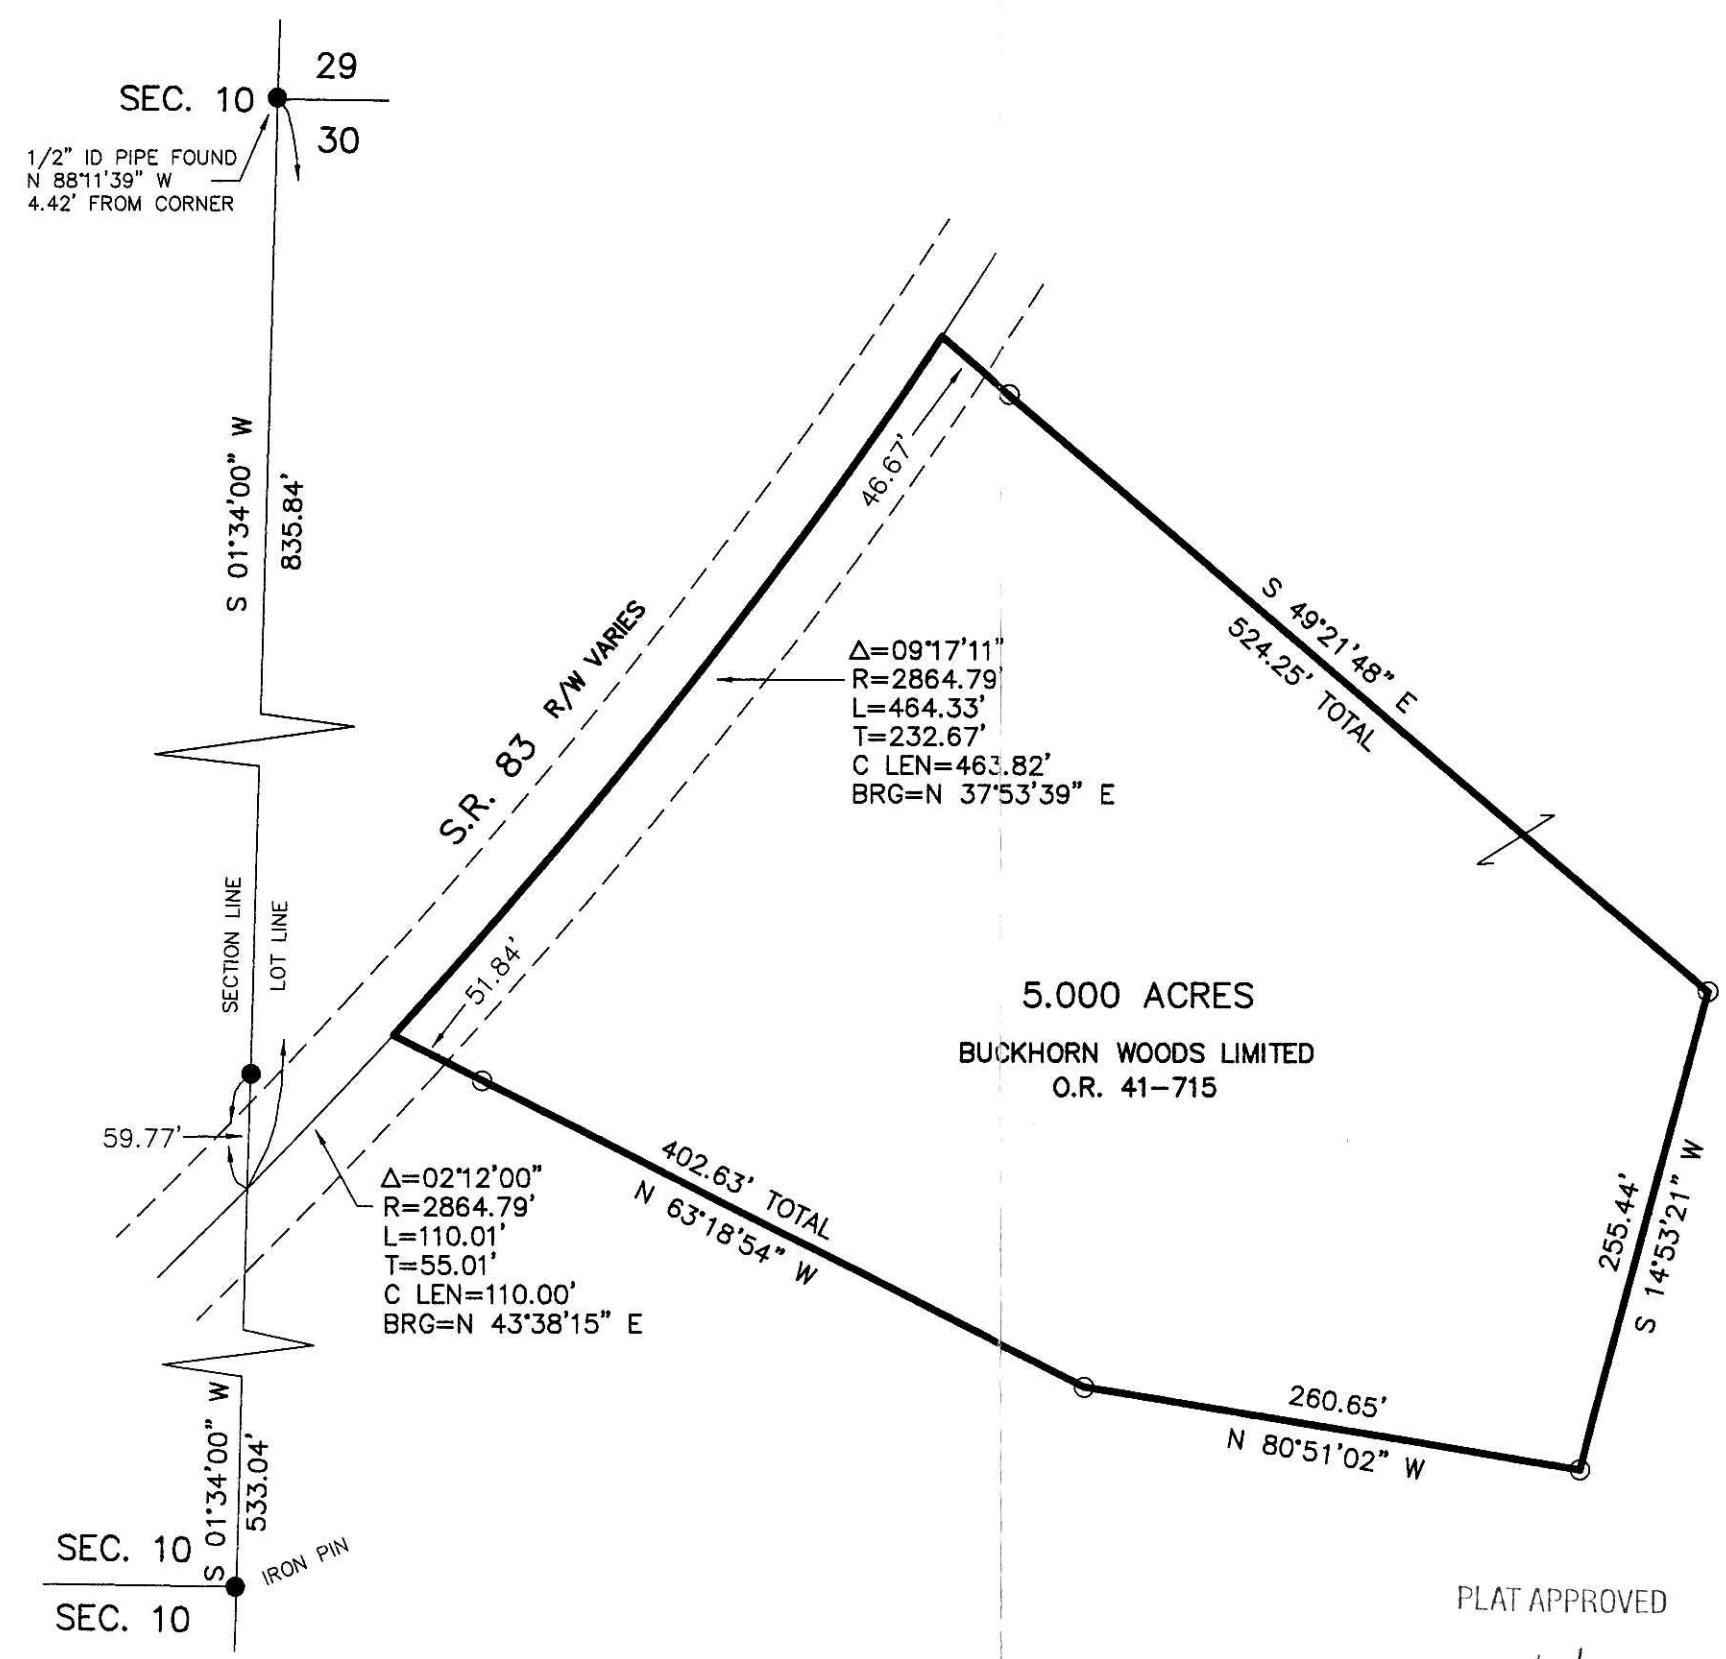 29
SEC. 10
30
1/2" ID PIPE FOUND
N 88°11'39" W
4.42' FROM CORNER
S 01°34'00" W
835.84'
46.67'
S 49°21'48" E
524.25' TOTAL
S.R. 83 R/W VARIES
Δ=09°17'11"
R=2864.79'
L=464.33'
T=232.67'
C LEN=463.82'
BRG=N 37°53'39" E
SECTION LINE
LOT LINE
51.84'
5.000 ACRES
BUCKHORN WOODS LIMITED
O.R. 41-715
59.77'
Δ=02°12'00"
R=2864.79'
L=110.01'
T=55.01'
C LEN=110.00'
BRG=N 43°38'15" E
402.63' TOTAL
N 63°18'54" W
255.44'
S 14°53'21" W
260.65'
N 80°51'02" W
S 01°34'00" W
533.04'
SEC. 10
IRON PIN
SEC. 10
PLAT APPROVED